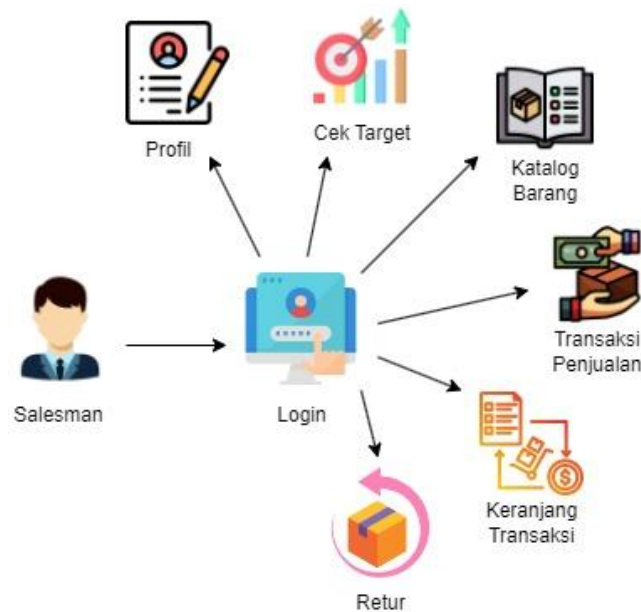 Profil
Cek Target
Katalog
Barang
Transaksi
Penjualan
Salesman
Login
Keranjang
Transaksi
Retur